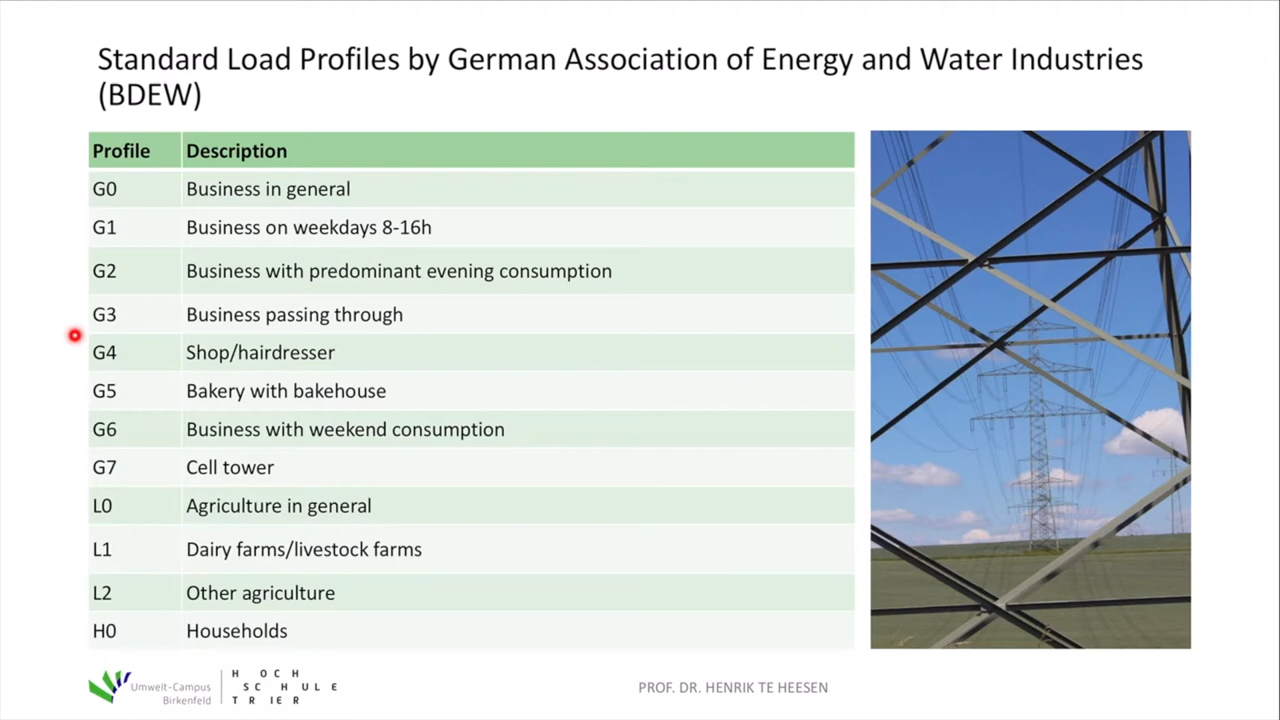 Standard Load Profiles by German Association of Energy and Water Industries
(BDEW)
Profile Description
G0 Business in general
G1 Business on weekdays 8-16h
G2 Business with predominant evening consumption
G3 Business passing through
G4 Shop/hairdresser
G5 Bakery with bakehouse
G6 Business with weekend consumption
G7 Cell tower
L0 Agriculture in general
L1 Dairy farms/livestock farms
L2 Other agriculture
H0 Households
Umwelt-Campus
Birkenfeld
HOCH
SCHULE
TRIER
PROF. DR. HENRIK TE HEESEN